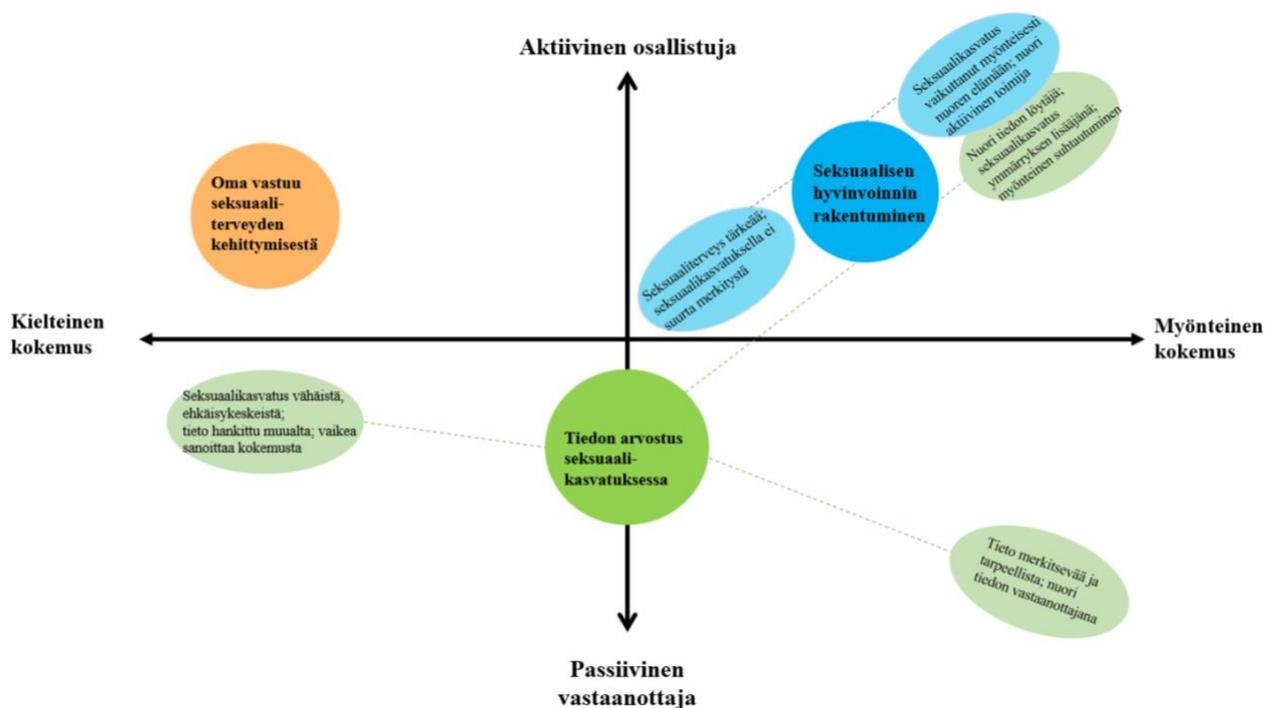 Aktiivinen osallistuja
Seksuaalikasvatus
vaikuttanut myönteisesti
nuoren elämään; nuori
aktiivinen toimija
Nuori tiedon löytäjä;
seksuaalikasvatus
ymmärryksen lisääjänä;
myönteinen suhtautuminen
Oma vastuu
seksuaali-
terveyden
kehittymisestä
Seksuaalisen
hyvinvoinnin
rakentuminen
Seksuaaliterveys tärkeää;
seksuaalikasvatuksella ei
suurta merkitystä
Kielteinen
kokemus
Myönteinen
kokemus
Seksuaalikasvatus vähäistä,
ehkäisykeskeistä;
tieto hankittu muualta; vaikea
sanoittaa kokemusta
Tiedon arvostus
seksuaali-
kasvatuksessa
Tieto merkitsevää ja
tarpeellista; nuori
tiedon vastaanottajana
Passiivinen
vastaanottaja